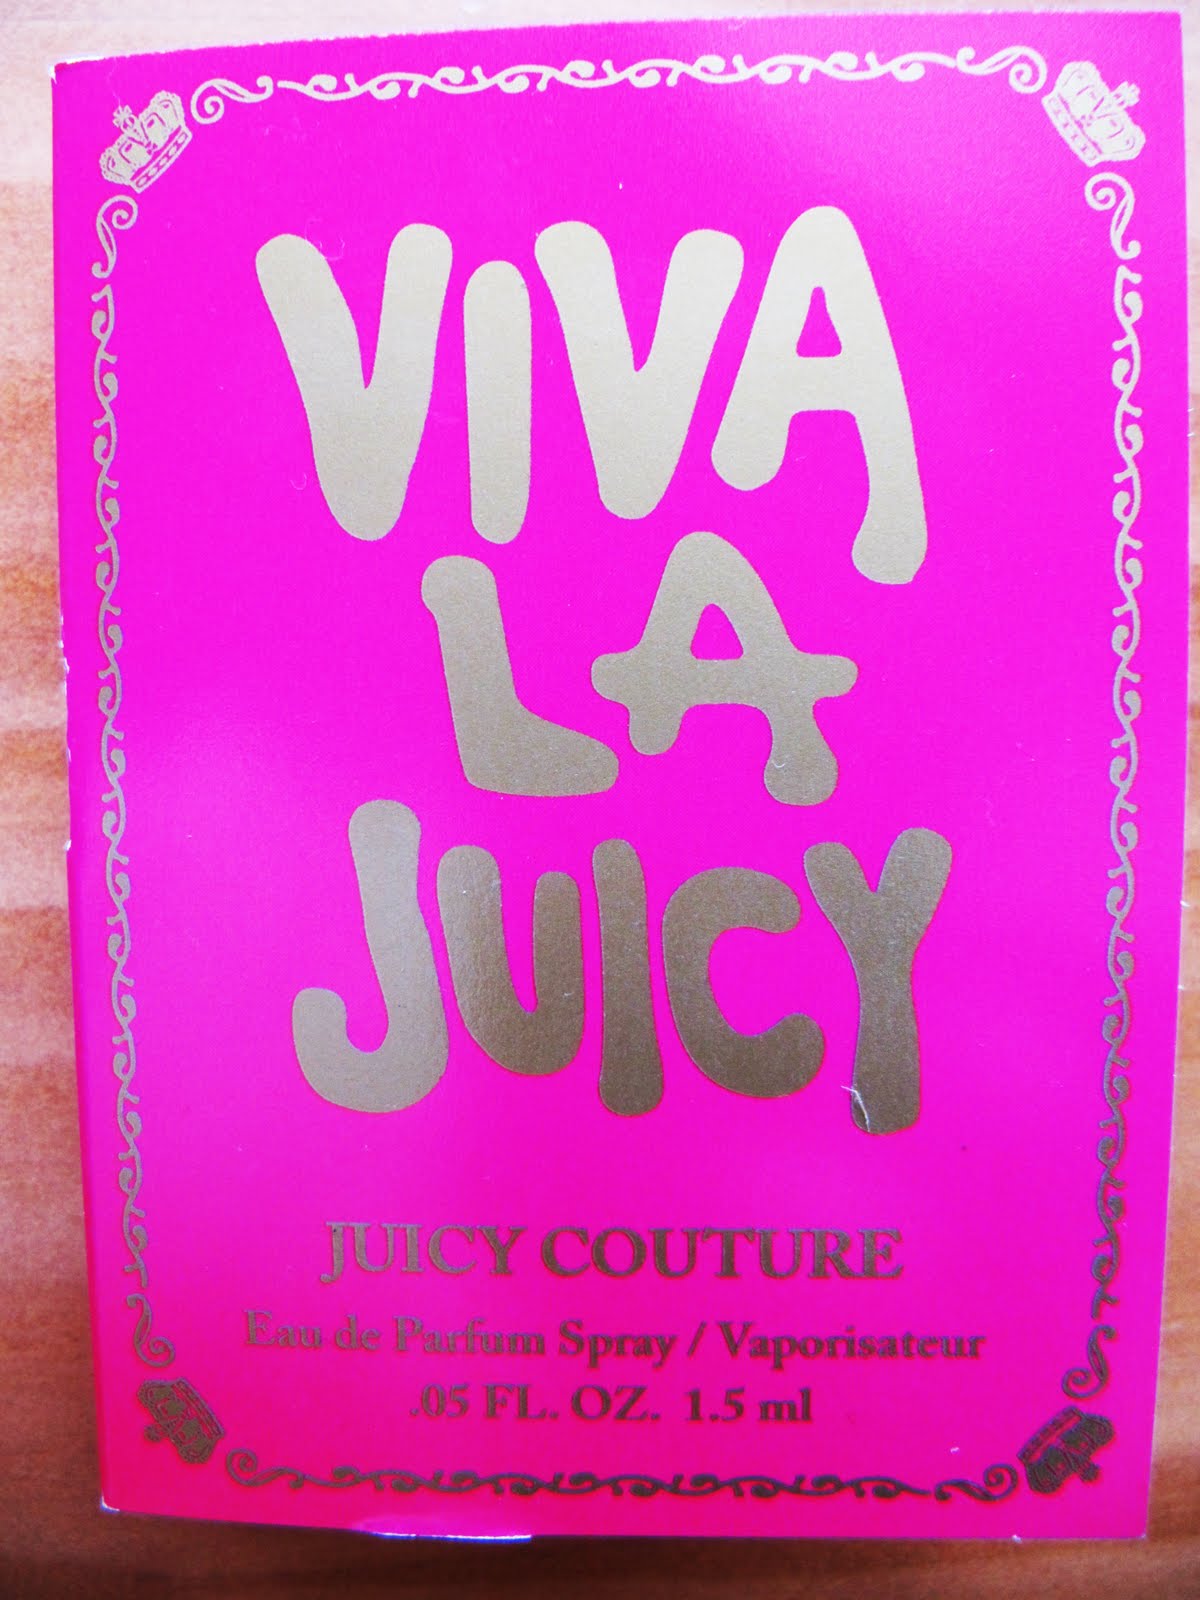 VIVA
LA
JUICY
JUICY COUTURE
Eau de Parfum Spray / Vaporisateur
.05 FL. OZ. 1.5 ml